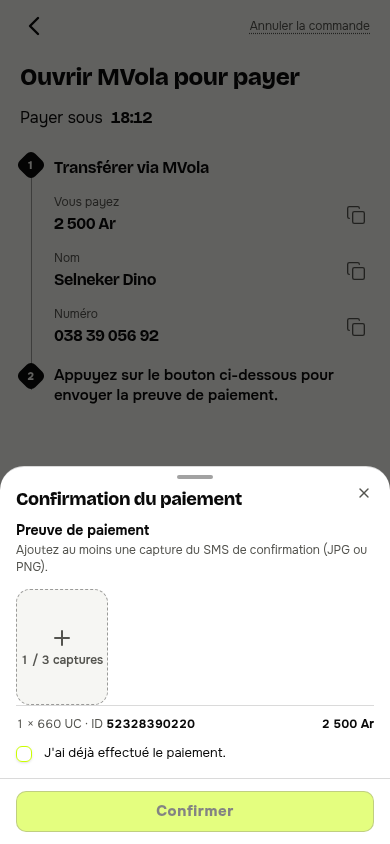 Annuler la commande
Ouvrir MVola pour payer
Payer sous 18:12
1 Transférer via MVola
Vous payez
2 500 Ar
Nom
Selneker Dino
Numéro
038 39 056 92
2 Appuyez sur le bouton ci-dessous pour
envoyer la preuve de paiement.
Confirmation du paiement
Preuve de paiement
Ajoutez au moins une capture du SMS de confirmation (JPG ou
PNG).
1 / 3 captures
1 × 660 UC · ID 52328390220 2 500 Ar
J'ai déjà effectué le paiement.
Confirmer